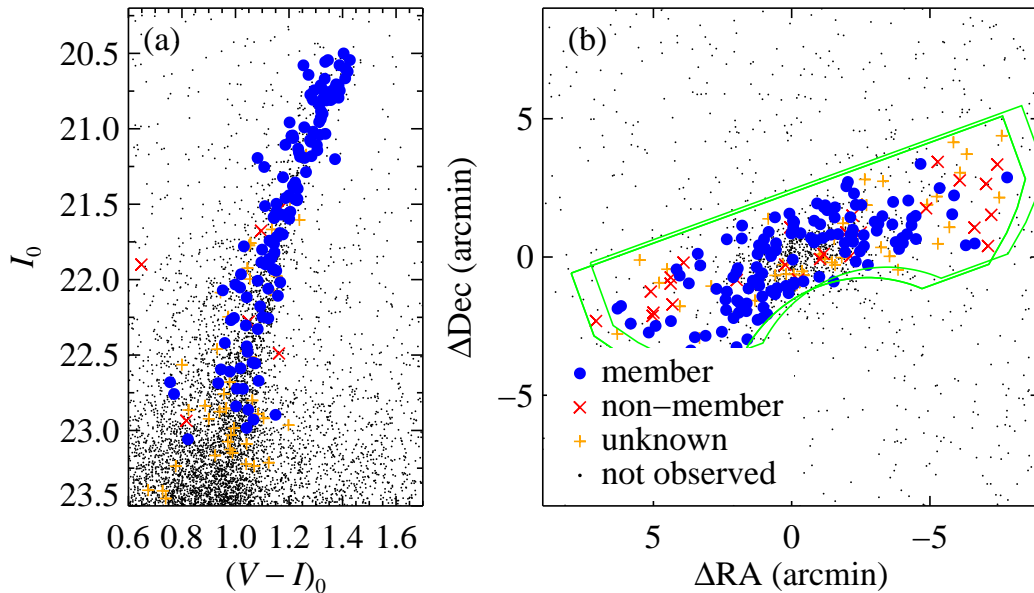 (a)
I₀
20.5
21.0
21.5
22.0
22.5
23.0
23.5
0.6 0.8 1.0 1.2 1.4 1.6
(V − I)₀
(b)
ΔDec (arcmin)
5
0
−5
member
non−member
unknown
not observed
5 0 −5
ΔRA (arcmin)